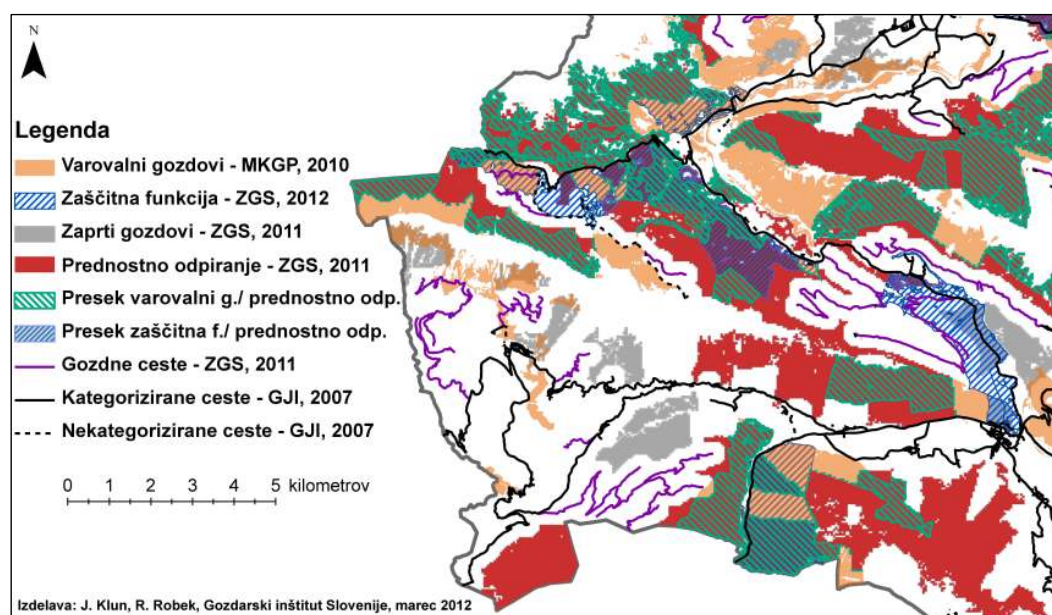 N
Legenda
Varovalni gozdovi - MKGP, 2010
Zaščitna funkcija - ZGS, 2012
Zaprti gozdovi - ZGS, 2011
Prednostno odpiranje - ZGS, 2011
Presek varovalni g./ prednostno odp.
Presek zaščitna f./ prednostno odp.
Gozdne ceste - ZGS, 2011
Kategorizirane ceste - GJI, 2007
Nekategorizirane ceste - GJI, 2007
0 1 2 3 4 5 kilometrov
Izdelava: J. Klun, R. Robek, Gozdarski inštitut Slovenije, marec 2012